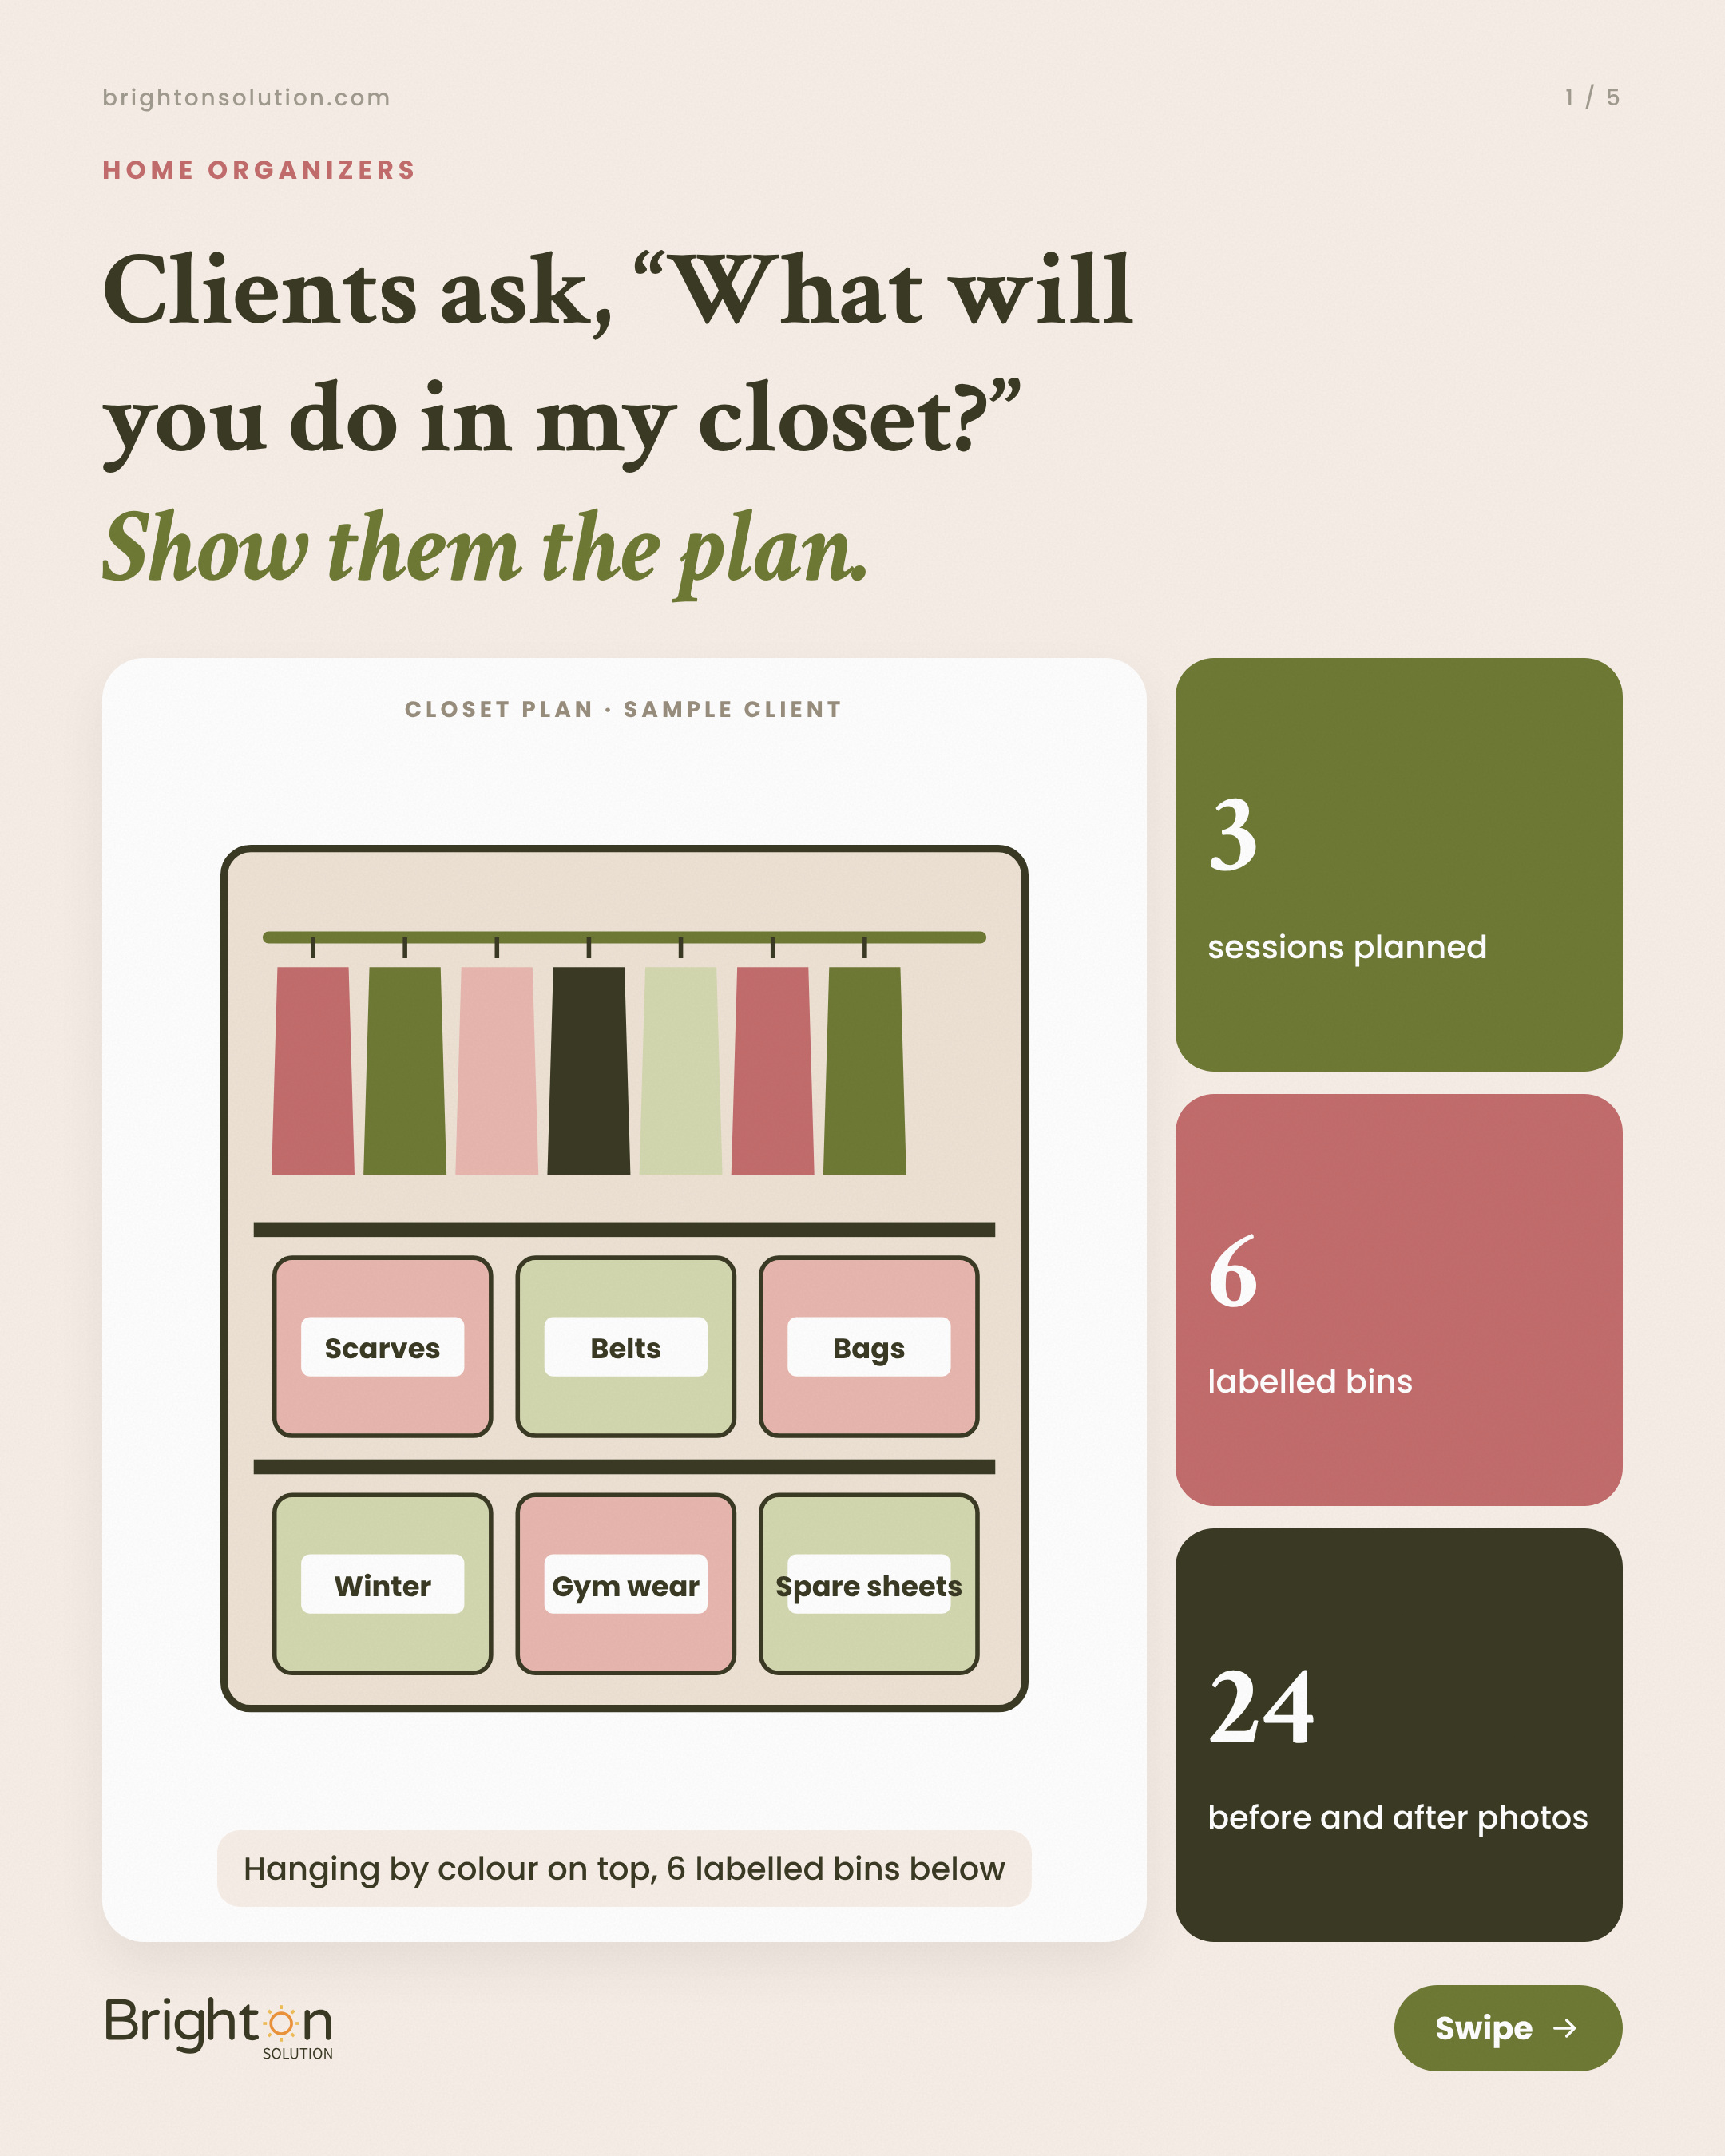 brightonsolution.com
1 / 5
HOME ORGANIZERS
Clients ask, “What will
you do in my closet?”
Show them the plan.
CLOSET PLAN · SAMPLE CLIENT
Scarves
Belts
Bags
Winter
Gym wear
Spare sheets
Hanging by colour on top, 6 labelled bins below
3
sessions planned
6
labelled bins
24
before and after photos
Brighton
SOLUTION
Swipe →